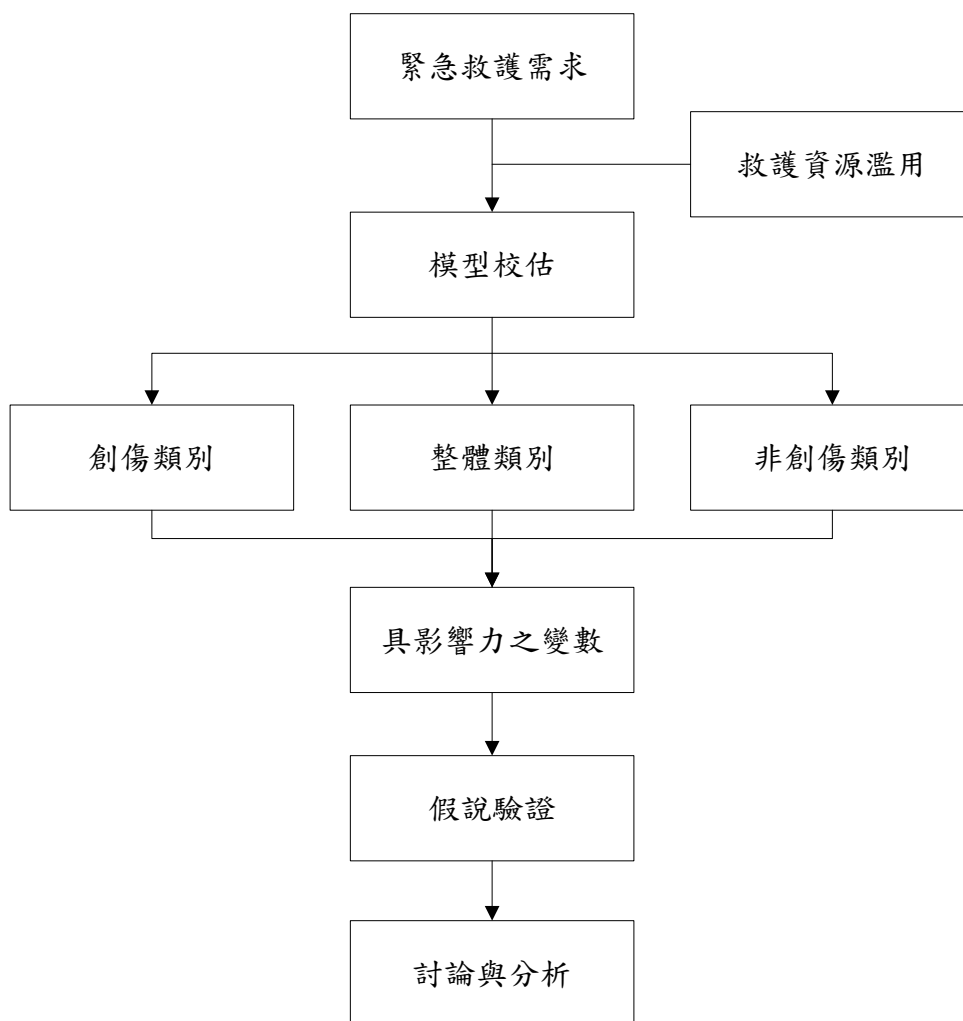 緊急救護需求
救護資源濫用
模型校估
創傷類別
整體類別
非創傷類別
具影響力之變數
假說驗證
討論與分析